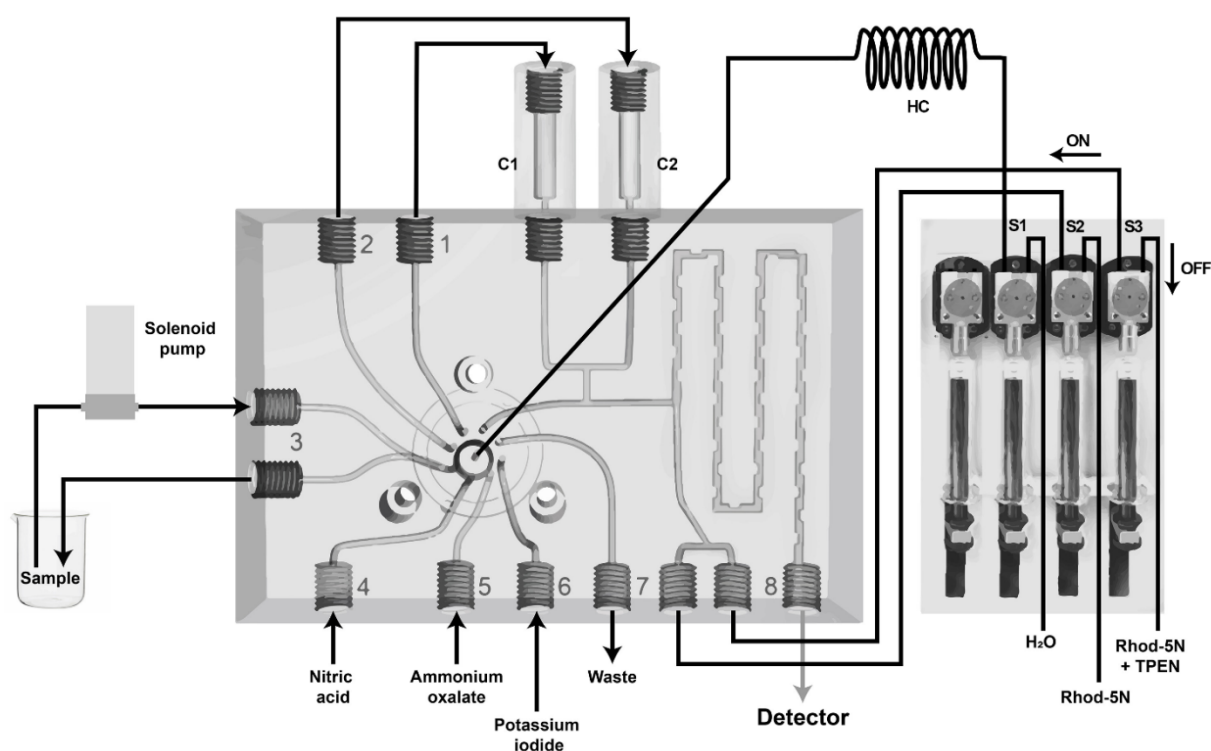 HC
ON
C1
C2
S1
S2
S3
OFF
2
1
Solenoid
pump
3
Sample
4
5
6
7
8
Nitric
acid
Ammonium
oxalate
Potassium
iodide
Waste
Detector
H₂O
Rhod-5N
Rhod-5N
+ TPEN